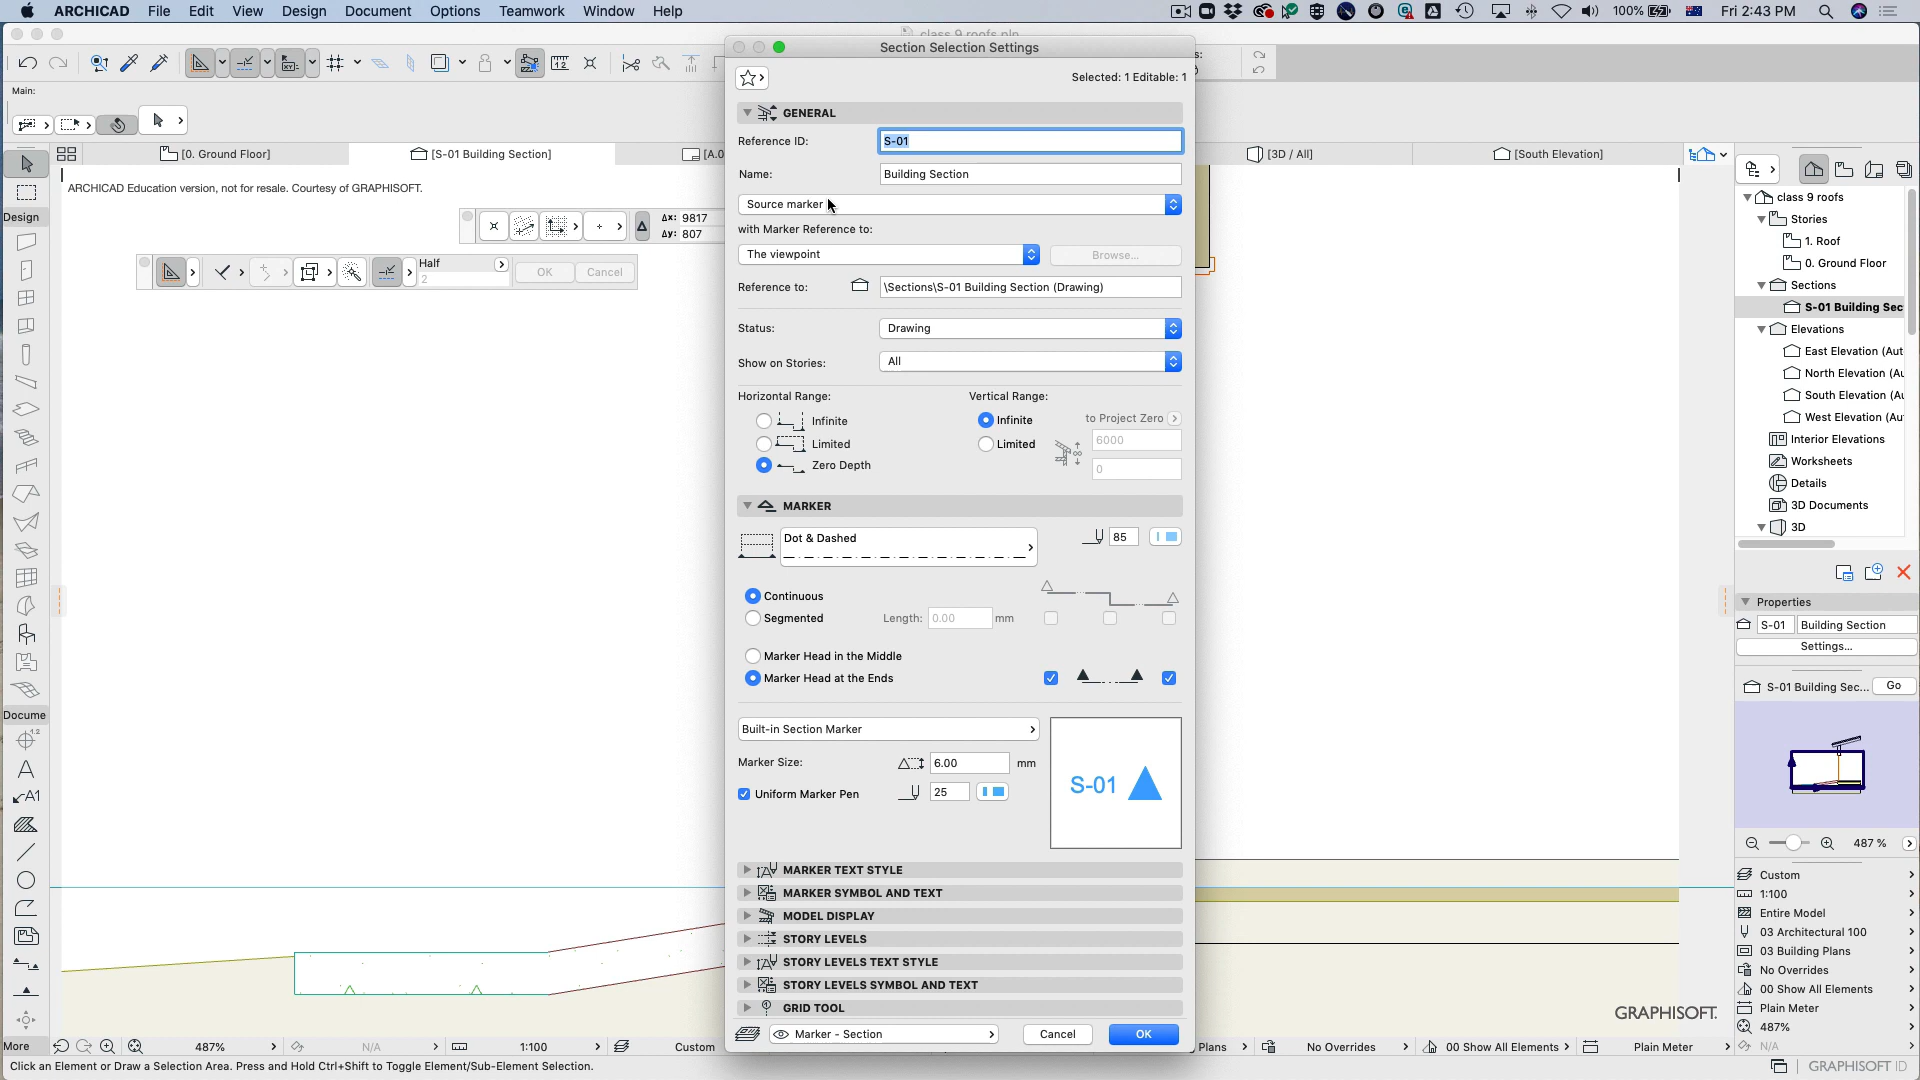 ARCHICAD File Edit View Design Document Options Teamwork Window Help
100% Fri 2:43 PM
Section Selection Settings
Selected: 1 Editable: 1
Main:
GENERAL
Reference ID: S-01
[0. Ground Floor] [S-01 Building Section] [A.0 [3D / All] [South Elevation]
Name: Building Section
ARCHICAD Education version, not for resale. Courtesy of GRAPHISOFT.
Source marker
with Marker Reference to:
The viewpoint Browse...
Reference to: \Sections\S-01 Building Section (Drawing)
Status: Drawing
Show on Stories: All
Horizontal Range: Vertical Range:
Infinite Infinite to Project Zero
Limited Limited 6000
Zero Depth 0
MARKER
Dot & Dashed 85
Continuous
Segmented Length: 0.00 mm
Marker Head in the Middle
Marker Head at the Ends
Built-in Section Marker
Marker Size: 6.00 mm
Uniform Marker Pen 25
S-01
MARKER TEXT STYLE
MARKER SYMBOL AND TEXT
MODEL DISPLAY
STORY LEVELS
STORY LEVELS TEXT STYLE
STORY LEVELS SYMBOL AND TEXT
GRID TOOL
Marker - Section Cancel OK
Δx: 9817
Δy: 807
Half
2
OK Cancel
Design
Docume
More
class 9 roofs
Stories
1. Roof
0. Ground Floor
Sections
S-01 Building Sec
Elevations
East Elevation (Aut
North Elevation (Au
South Elevation (Au
West Elevation (Au
Interior Elevations
Worksheets
Details
3D Documents
3D
Properties
S-01 Building Section
Settings...
S-01 Building Sec... Go
487 %
Custom
1:100
Entire Model
03 Architectural 100
03 Building Plans
No Overrides
00 Show All Elements
Plain Meter
487%
N/A
GRAPHISOFT.
487% N/A 1:100 Custom Plans No Overrides 00 Show All Elements Plain Meter
Click an Element or Draw a Selection Area. Press and Hold Ctrl+Shift to Toggle Element/Sub-Element Selection.
GRAPHISOFT ID